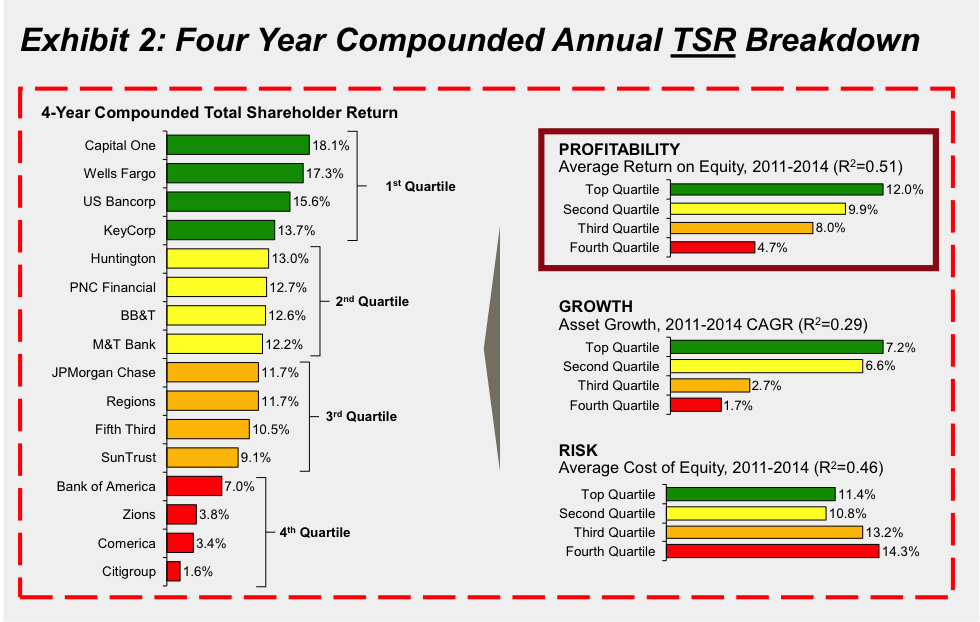 Exhibit 2: Four Year Compounded Annual TSR Breakdown
4-Year Compounded Total Shareholder Return
Capital One 18.1%
Wells Fargo 17.3%
US Bancorp 15.6%
KeyCorp 13.7%
1st Quartile
Huntington 13.0%
PNC Financial 12.7%
BB&T 12.6%
M&T Bank 12.2%
2nd Quartile
JPMorgan Chase 11.7%
Regions 11.7%
Fifth Third 10.5%
SunTrust 9.1%
3rd Quartile
Bank of America 7.0%
Zions 3.8%
Comerica 3.4%
Citigroup 1.6%
4th Quartile
PROFITABILITY
Average Return on Equity, 2011-2014 (R2=0.51)
Top Quartile 12.0%
Second Quartile 9.9%
Third Quartile 8.0%
Fourth Quartile 4.7%
GROWTH
Asset Growth, 2011-2014 CAGR (R2=0.29)
Top Quartile 7.2%
Second Quartile 6.6%
Third Quartile 2.7%
Fourth Quartile 1.7%
RISK
Average Cost of Equity, 2011-2014 (R2=0.46)
Top Quartile 11.4%
Second Quartile 10.8%
Third Quartile 13.2%
Fourth Quartile 14.3%